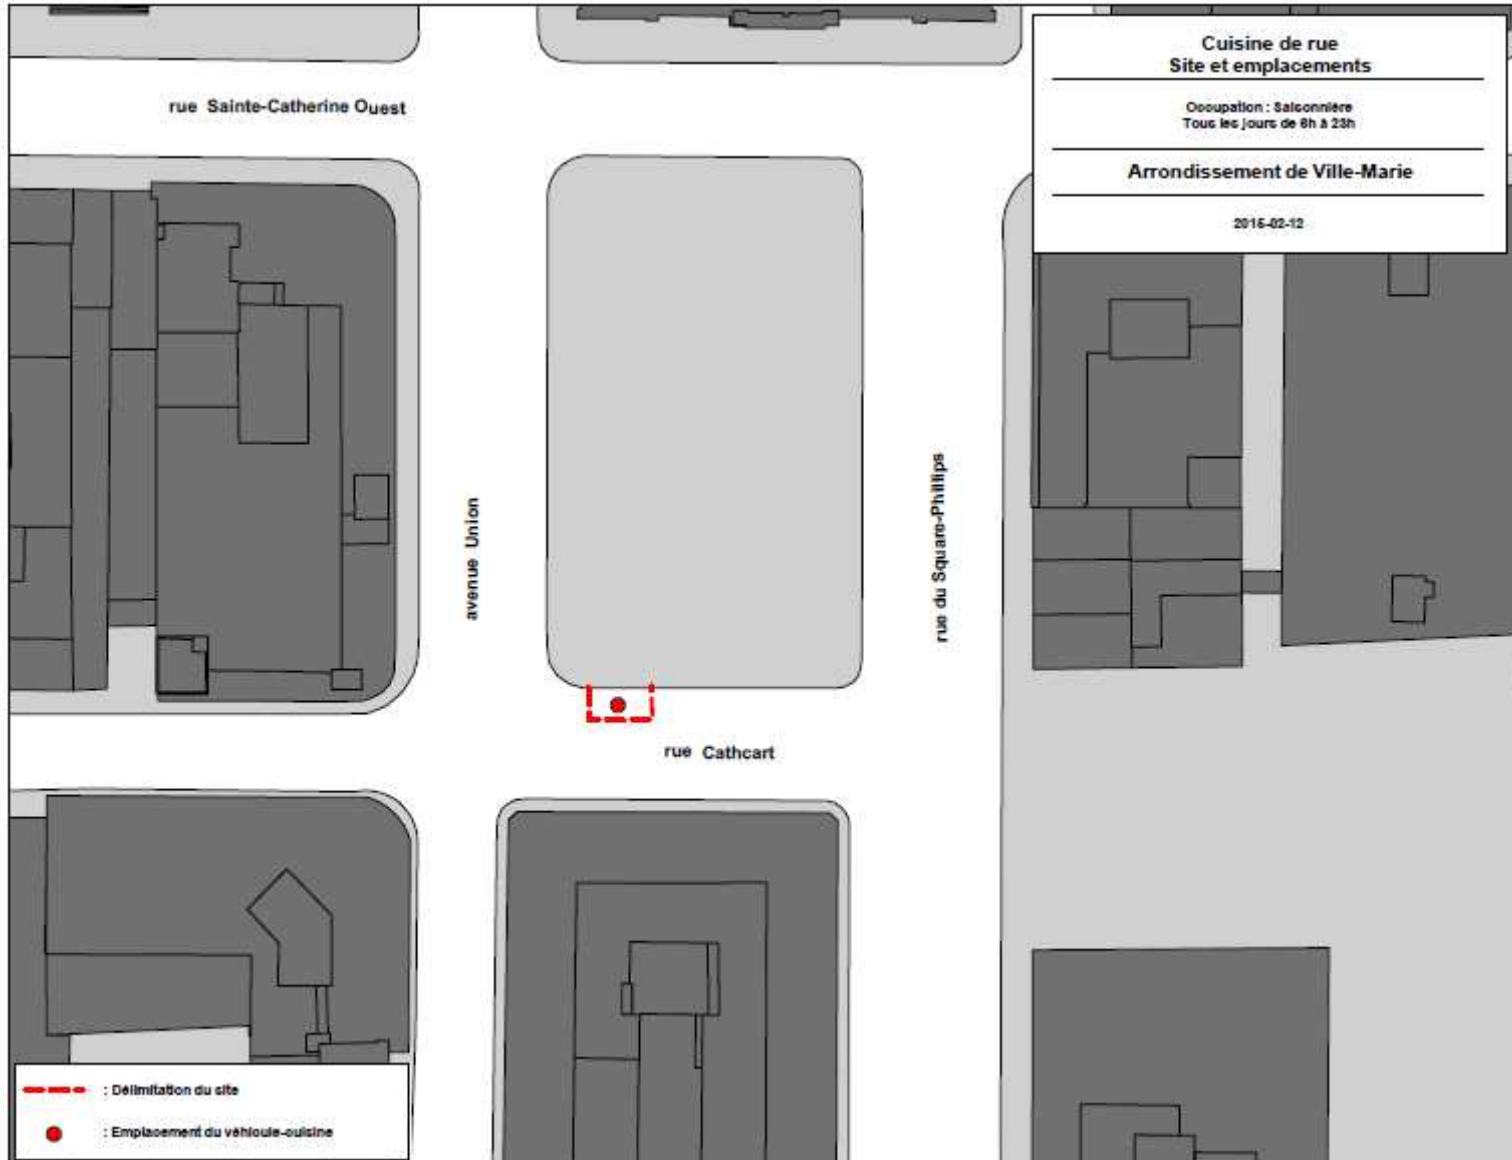 Cuisine de rue
Site et emplacements
Occupation : Saisonnière
Tous les jours de 6h à 23h
Arrondissement de Ville-Marie
2015-02-12
rue Sainte-Catherine Ouest
avenue Union
rue du Square-Phillips
rue Cathcart
: Délimitation du site
: Emplacement du véhicule-cuisine